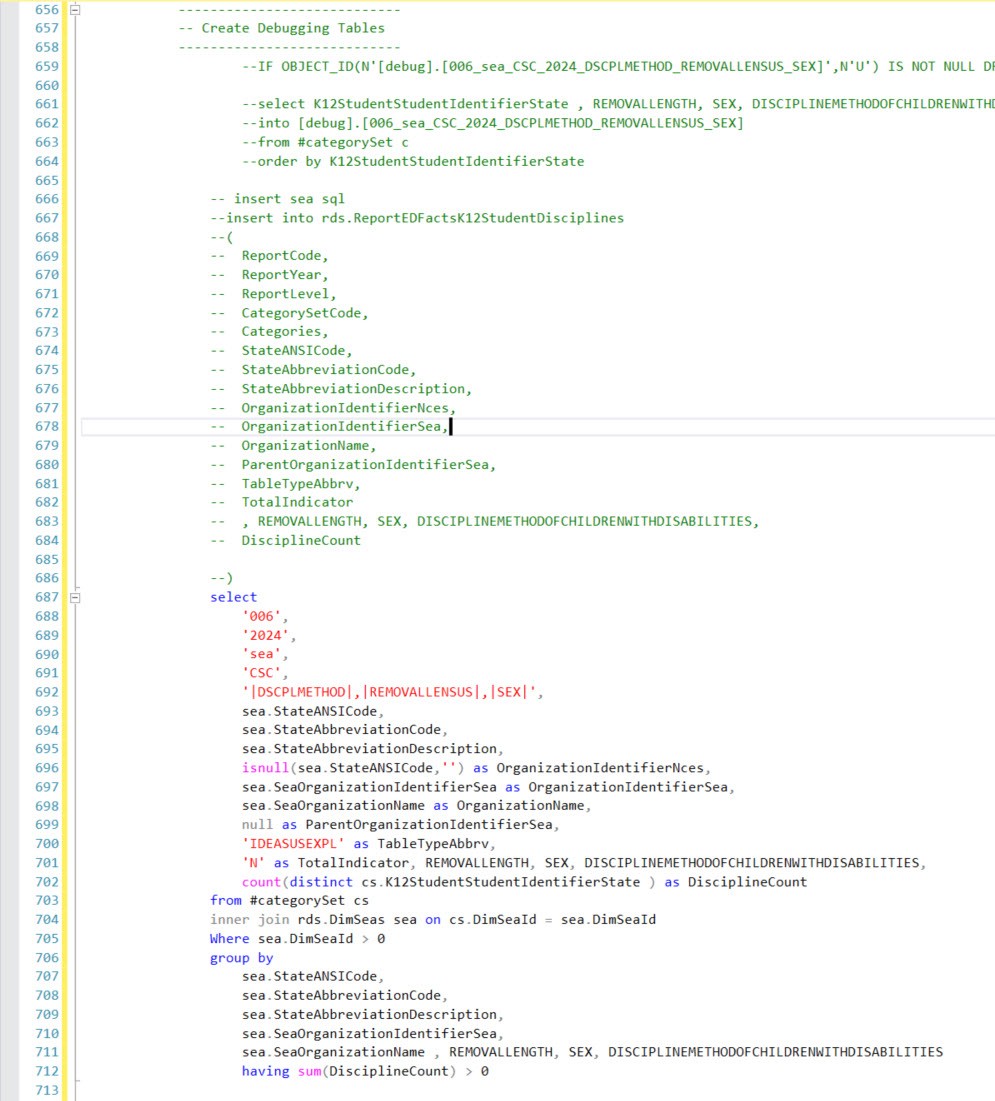 656 ----------------------------
657 -- Create Debugging Tables
658 ----------------------------
659 --IF OBJECT_ID(N'[debug].[006_sea_CSC_2024_DSCPLMETHOD_REMOVALLENSUS_SEX]',N'U') IS NOT NULL
660
661 --select K12StudentStudentIdentifierState , REMOVALLENGTH, SEX,
662 --into [debug].[006_sea_CSC_2024_DSCPLMETHOD_REMOVALLENSUS_SEX]
663 --from #categorySet c
664 --order by K12StudentStudentIdentifierState
665
666 -- insert sea sql
667 --insert into rds.ReportEDFactsK12StudentDisciplines
668 --(
669 -- ReportCode,
670 -- ReportYear,
671 -- ReportLevel,
672 -- CategorySetCode,
673 -- Categories,
674 -- StateANSICode,
675 -- StateAbbreviationCode,
676 -- StateAbbreviationDescription,
677 -- OrganizationIdentifierNces,
678 -- OrganizationIdentifierSea,
679 -- OrganizationName,
680 -- ParentOrganizationIdentifierSea,
681 -- TableTypeAbbrv,
682 -- TotalIndicator
683 -- , REMOVALLENGTH, SEX, DISCIPLINEMETHODOFCHILDRENWITHDISABILITIES,
684 -- DisciplineCount
685
686 --)
687 select
688 '006',
689 '2024',
690 'sea',
691 'CSC',
692 '|DSCPLMETHOD|,|REMOVALLENSUS|,|SEX|',
693 sea.StateANSICode,
694 sea.StateAbbreviationCode,
695 sea.StateAbbreviationDescription,
696 isnull(sea.StateANSICode,'') as OrganizationIdentifierNces,
697 sea.SeaOrganizationIdentifierSea as OrganizationIdentifierSea,
698 sea.SeaOrganizationName as OrganizationName,
699 null as ParentOrganizationIdentifierSea,
700 'IDEASUSEXPL' as TableTypeAbbrv,
701 'N' as TotalIndicator, REMOVALLENGTH, SEX, DISCIPLINEMETHODOFCHILDRENWITHDISABILITIES,
702 count(distinct cs.K12StudentStudentIdentifierState ) as DisciplineCount
703 from #categorySet cs
704 inner join rds.DimSeas sea on cs.DimSeaId = sea.DimSeaId
705 Where sea.DimSeaId > 0
706 group by
707 sea.StateANSICode,
708 sea.StateAbbreviationCode,
709 sea.StateAbbreviationDescription,
710 sea.SeaOrganizationIdentifierSea,
711 sea.SeaOrganizationName , REMOVALLENGTH, SEX, DISCIPLINEMETHODOFCHILDRENWITHDISABILITIES
712 having sum(DisciplineCount) > 0
713